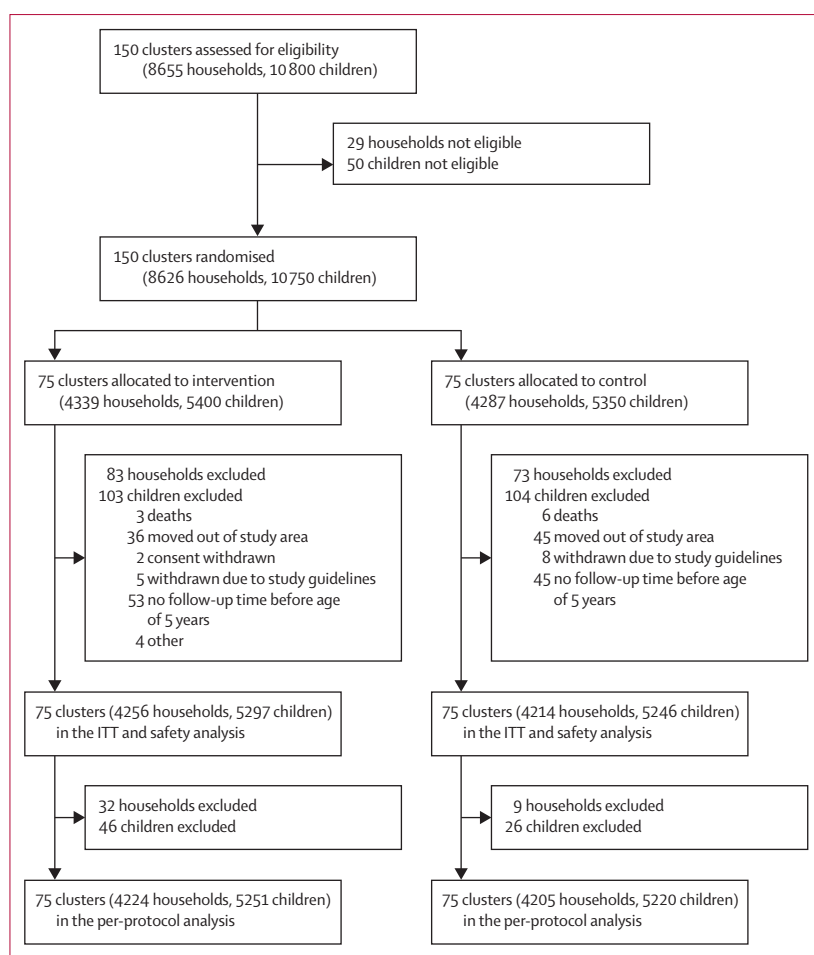 150 clusters assessed for eligibility
(8655 households, 10 800 children)
29 households not eligible
50 children not eligible
150 clusters randomised
(8626 households, 10 750 children)
75 clusters allocated to intervention
(4339 households, 5400 children)
75 clusters allocated to control
(4287 households, 5350 children)
83 households excluded
103 children excluded
3 deaths
36 moved out of study area
2 consent withdrawn
5 withdrawn due to study guidelines
53 no follow-up time before age
of 5 years
4 other
73 households excluded
104 children excluded
6 deaths
45 moved out of study area
8 withdrawn due to study guidelines
45 no follow-up time before age
of 5 years
75 clusters (4256 households, 5297 children)
in the ITT and safety analysis
75 clusters (4214 households, 5246 children)
in the ITT and safety analysis
32 households excluded
46 children excluded
9 households excluded
26 children excluded
75 clusters (4224 households, 5251 children)
in the per-protocol analysis
75 clusters (4205 households, 5220 children)
in the per-protocol analysis